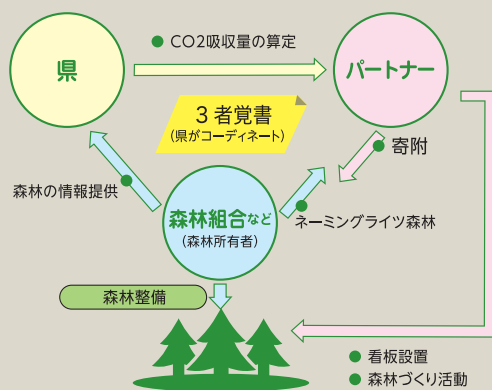 CO2吸収量の算定
県
パートナー
3者覚書
(県がコーディネート)
寄附
森林の情報提供
森林組合など
(森林所有者)
ネーミングライツ森林
森林整備
看板設置
森林づくり活動